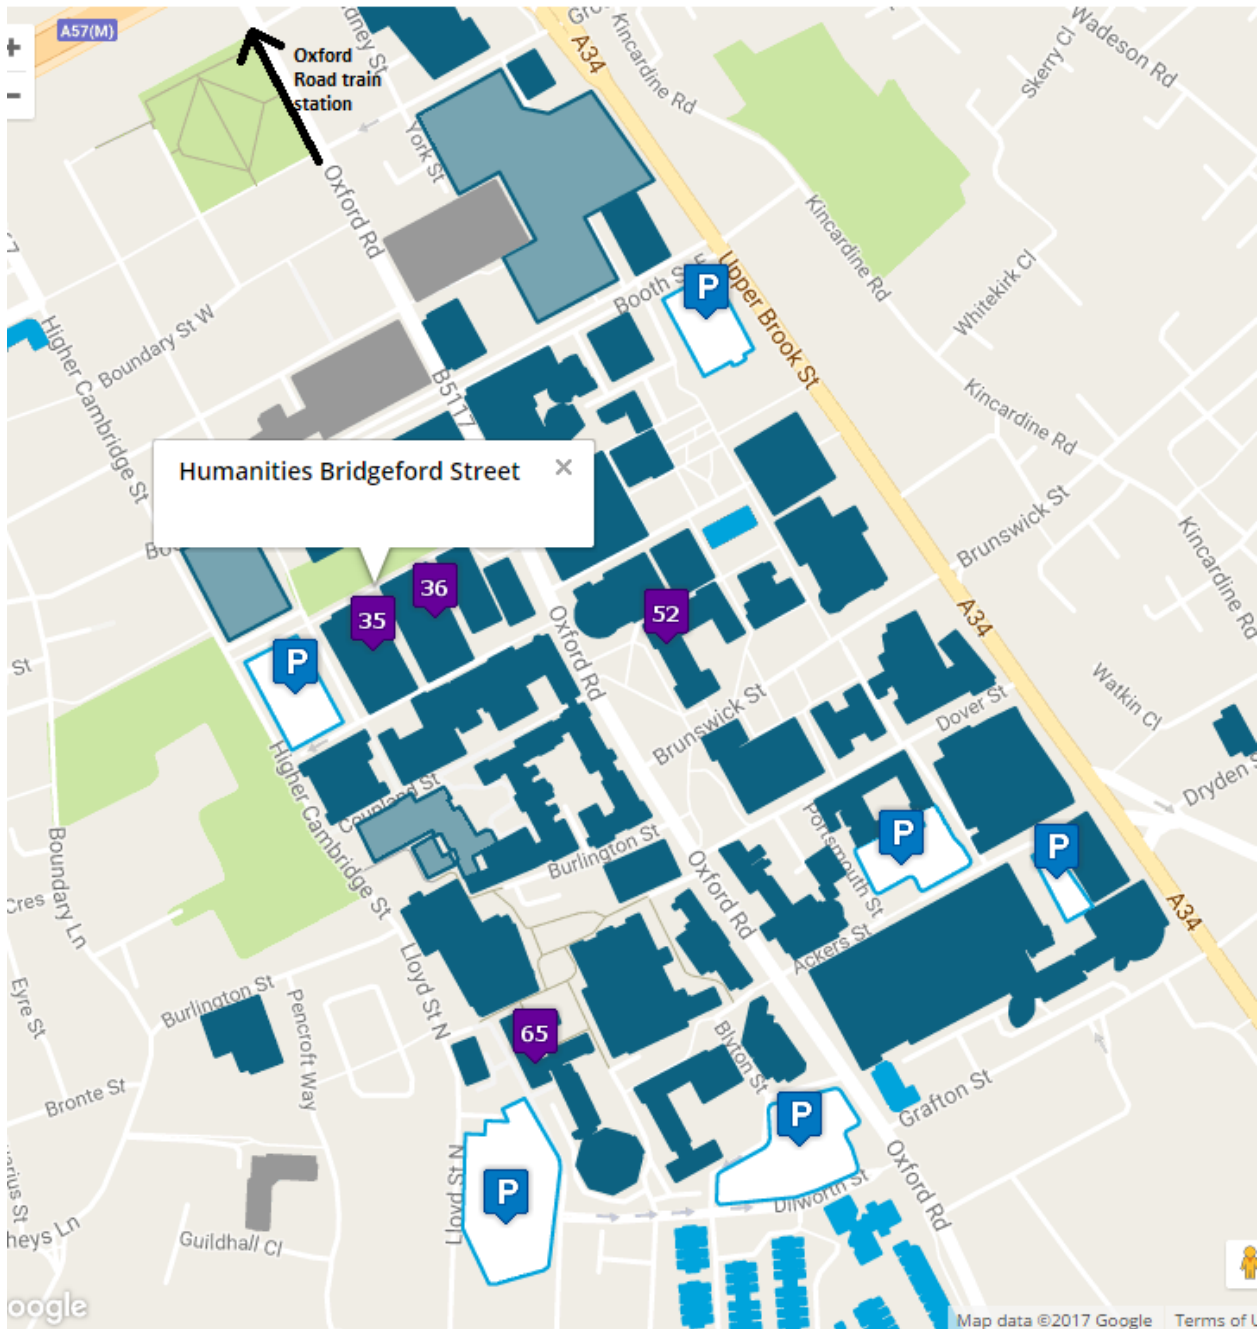 A57(M)
+
−
Oxford
Road train
station
A34
Kincardine Rd
Skerry Cl
Wadeson Rd
York St
Oxford Rd
Kincardine Rd
Whitekirk Cl
Booth St E
P
Upper Brook St
Boundary St W
Higher Cambridge St
B5117
Kincardine Rd
Humanities Bridgeford Street
×
Brunswick St
Kincardine Rd
36
35
52
A34
Oxford Rd
St
P
Brunswick St
Dover St
Watkin Cl
Higher Cambridge St
Coupland St
Dryden
Burlington St
Portsmouth St
P
P
Boundary Ln
Oxford Rd
Cres
A34
Ackers St
Lloyd St N
Burlington St
Eyre St
Pencroft Way
65
Blyton St
Bronte St
Grafton St
P
Oxford Rd
Lloyd St N
P
Dilworth St
Guildhall Cl
heys Ln
oogle
Map data ©2017 Google
Terms of U